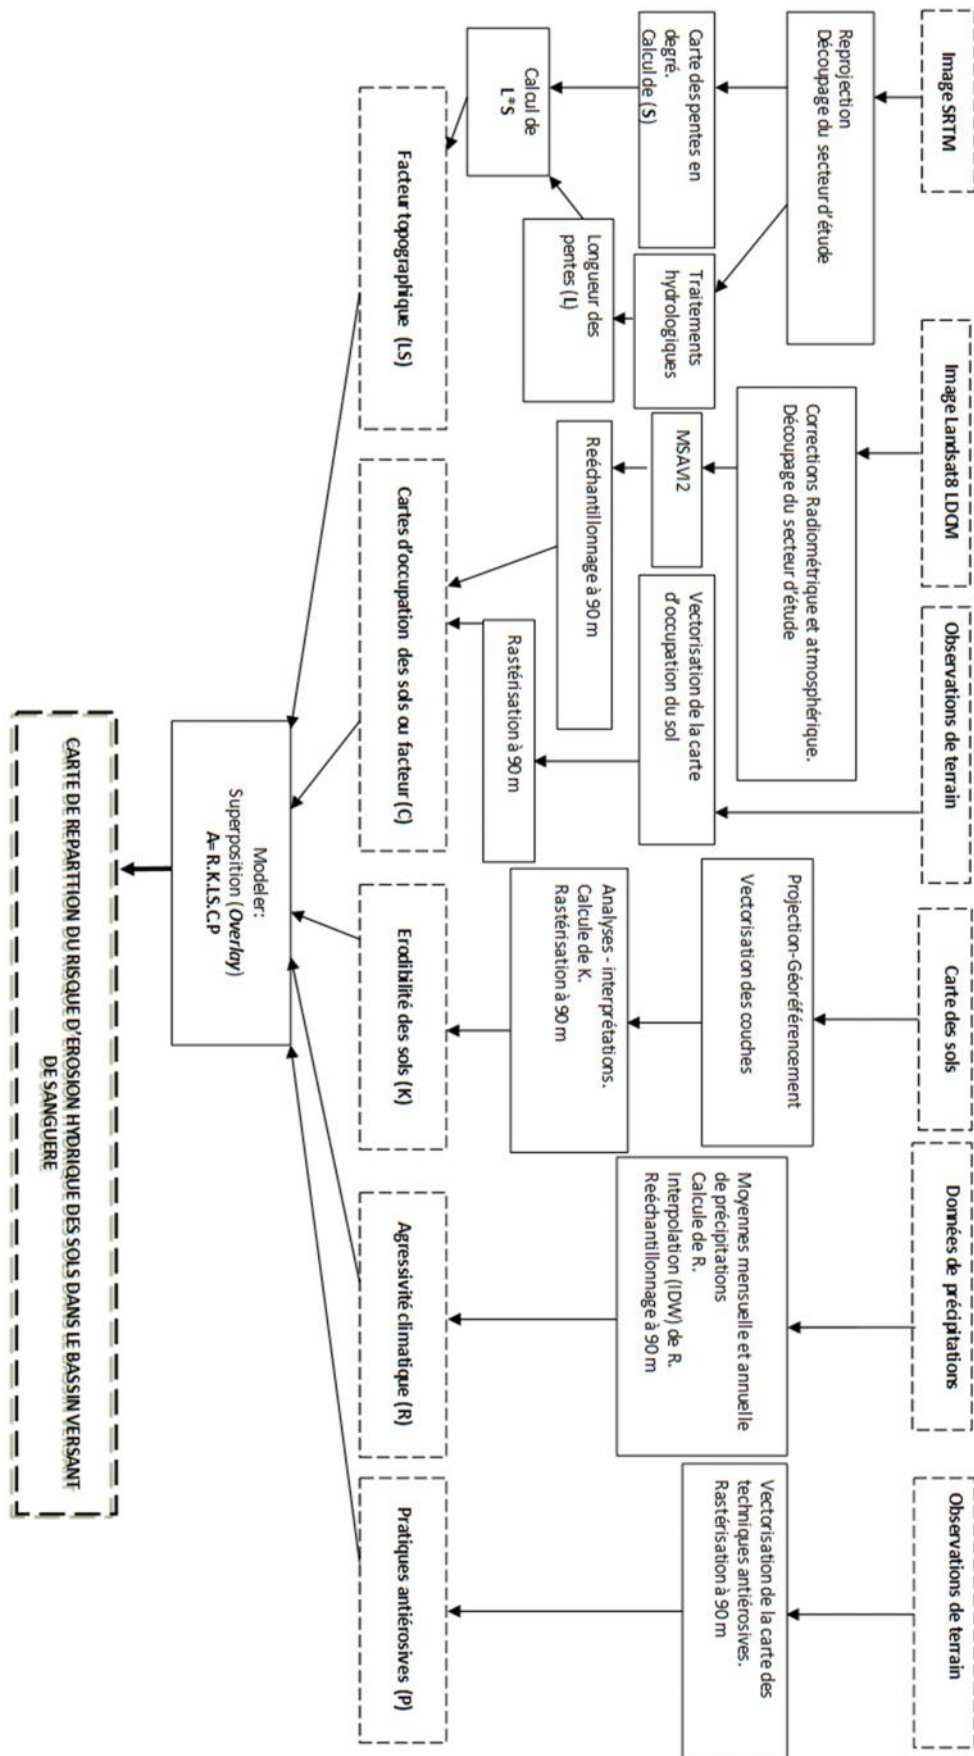 Image SRTM
Image Landsat8 LDCM
Observations de terrain
Carte des sols
Données de précipitations
Observations de terrain
Reprojection
Découpage du secteur d'étude
Corrections Radiométrique et atmosphérique.
Découpage du secteur d'étude
Projection-Géoréférencement
Vectorisation des couches
Moyennes mensuelle et annuelle
de précipitations
Calcule de R.
Interpolation (IDW) de R.
Reéchantillonnage à 90 m
Vectorisation de la carte des
techniques antiérosives.
Rastérisation à 90 m
Carte des pentes en
degré.
Calcul de (S)
Traitements
hydrologiques
MSAVI2
Vectorisation de la carte
d'occupation du sol
Analyses - interprétations.
Calcule de K.
Rastérisation à 90 m
Calcul de
L*S
Longueur des
pentes (L)
Reéchantillonnage à 90 m
Rastérisation à 90 m
Facteur topographique (LS)
Cartes d'occupation des sols ou facteur (C)
Erodibilité des sols (K)
Agressivité climatique (R)
Pratiques antiérosives (P)
Modeler:
Superposition (Overlay)
A=R.K.LS.C.P
CARTE DE REPARTTION DU RISQUE D'EROSION HYDRIQUE DES SOLS DANS LE BASSIN VERSANT
DE SANGUERE